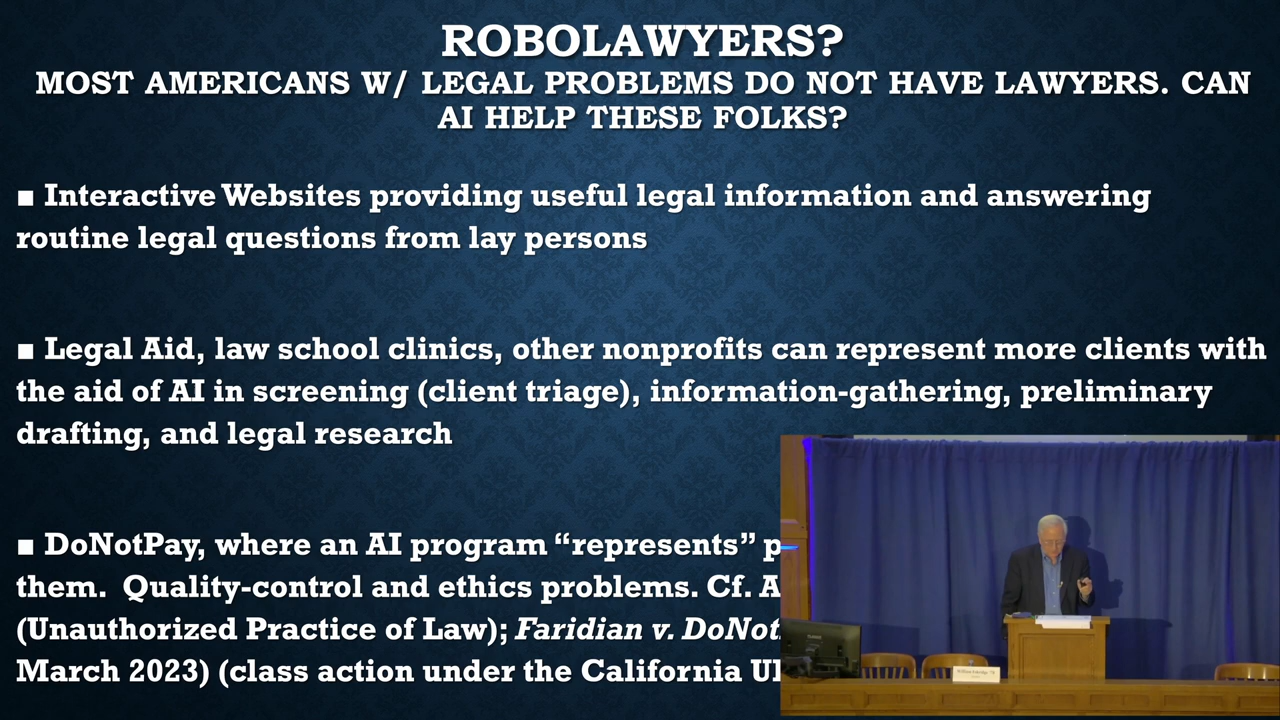 ROBOLAWYERS?
MOST AMERICANS W/ LEGAL PROBLEMS DO NOT HAVE LAWYERS. CAN
AI HELP THESE FOLKS?
■ Interactive Websites providing useful legal information and answering
routine legal questions from lay persons
■ Legal Aid, law school clinics, other nonprofits can represent more clients with
the aid of AI in screening (client triage), information-gathering, preliminary
drafting, and legal research
■ DoNotPay, where an AI program “represents” p
them. Quality-control and ethics problems. Cf. A
(Unauthorized Practice of Law); Faridian v. DoNot
March 2023) (class action under the California U